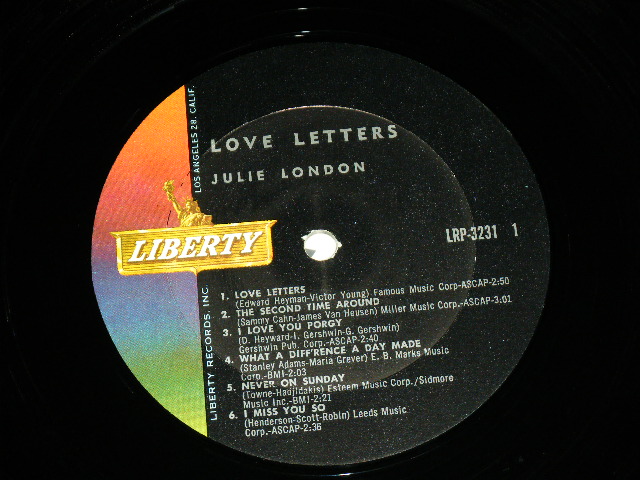 LOVE LETTERS
JULIE LONDON
LOS ANGELES 28, CALIF.
LIBERTY
LIBERTY RECORDS, INC.
LRP-3231 1
1. LOVE LETTERS
(Edward Heyman-Victor Young) Famous Music Corp-ASCAP-2:50
2. THE SECOND TIME AROUND
(Sammy Cahn-James Van Heusen) Miller Music Corp.-ASCAP-3:01
3. I LOVE YOU PORGY
(D. Heyward-I. Gershwin-G. Gershwin)
Gershwin Pub. Corp.-ASCAP-2:40
4. WHAT A DIFF'RENCE A DAY MADE
(Stanley Adams-Maria Grever) E. B. Marks Music
Corp.-BMI-2:03
5. NEVER ON SUNDAY
(Towne-Hadjidakis) Esteem Music Corp./Sidmore
Music Inc.-BMI-2:21
6. I MISS YOU SO
(Henderson-Scott-Robin) Leeds Music
Corp.-ASCAP-2:36